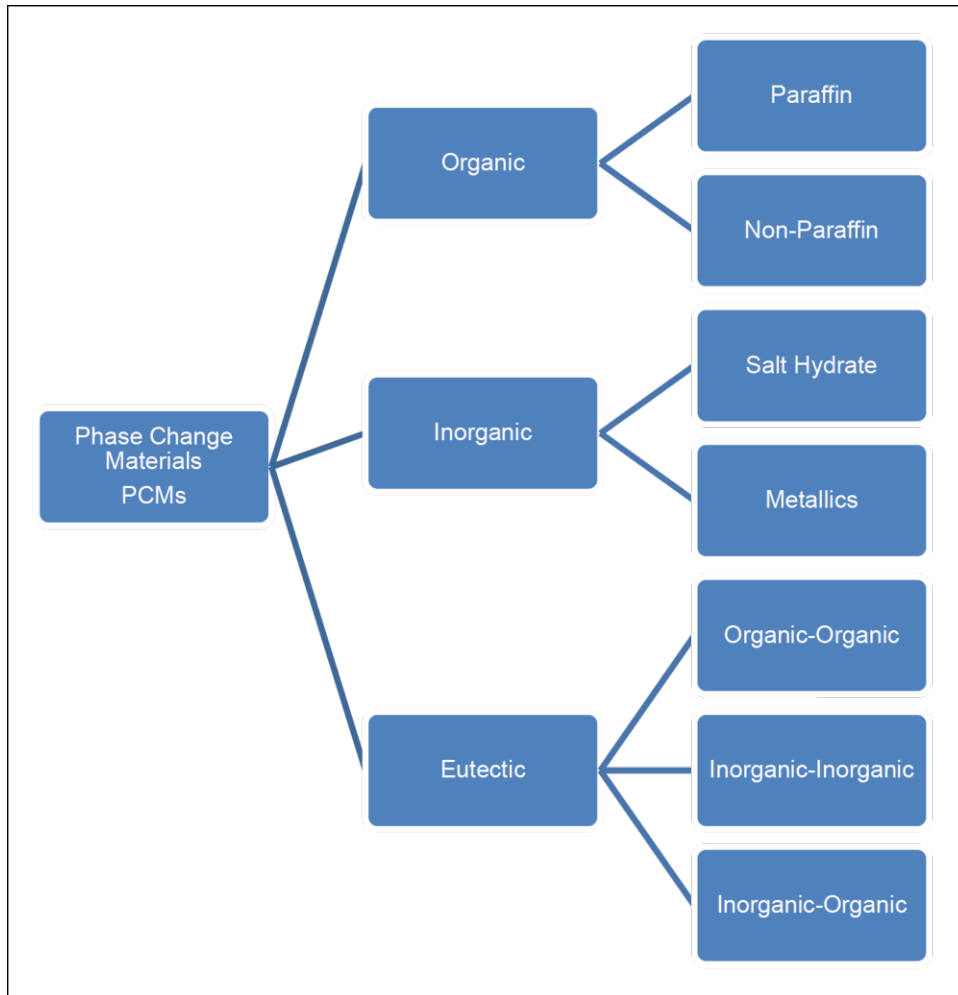 Phase Change
Materials
PCMs
Organic
Paraffin
Non-Paraffin
Inorganic
Salt Hydrate
Metallics
Eutectic
Organic-Organic
Inorganic-Inorganic
Inorganic-Organic